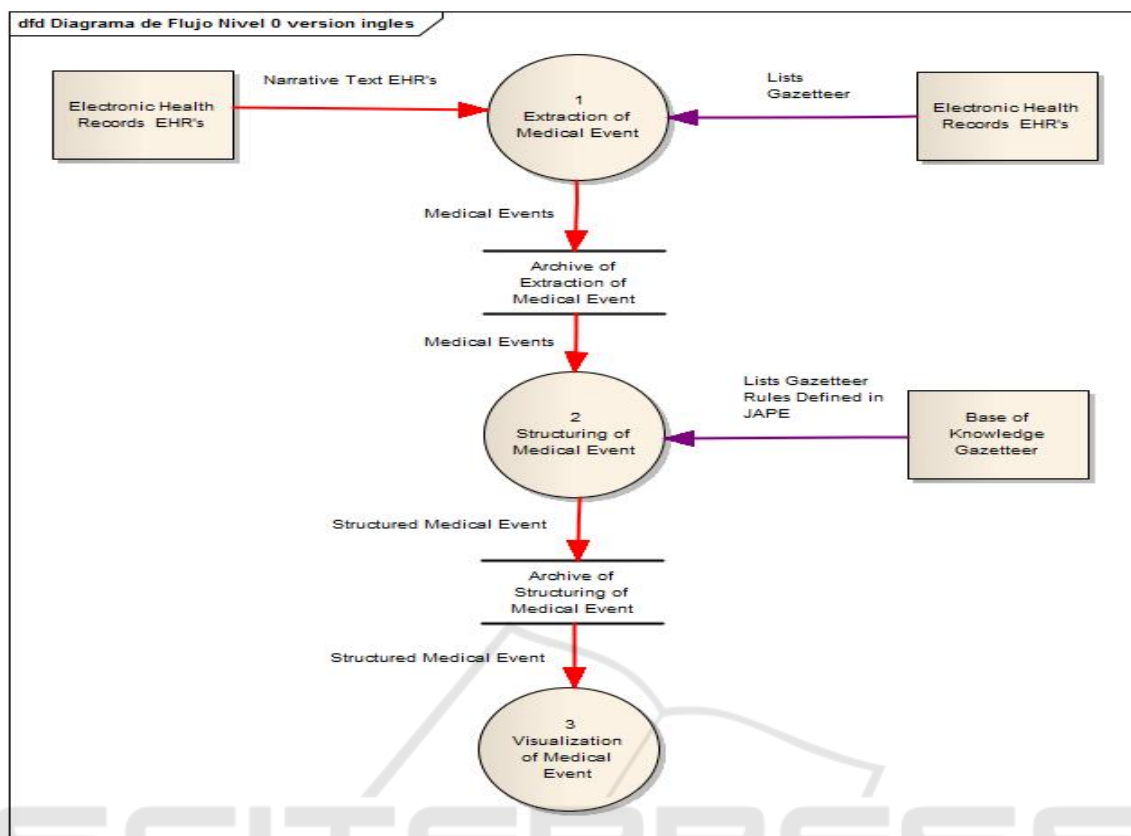 dfd Diagrama de Flujo Nivel 0 version ingles
Electronic Health
Records EHR's
Narrative Text EHR's
1
Extraction of
Medical Event
Lists
Gazetteer
Electronic Health
Records EHR's
Medical Events
Archive of
Extraction of
Medical Event
Medical Events
2
Structuring of
Medical Event
Lists Gazetteer
Rules Defined in
JAPE
Base of
Knowledge
Gazetteer
Structured Medical Event
Archive of
Structuring of
Medical Event
Structured Medical Event
3
Visualization
of Medical
Event